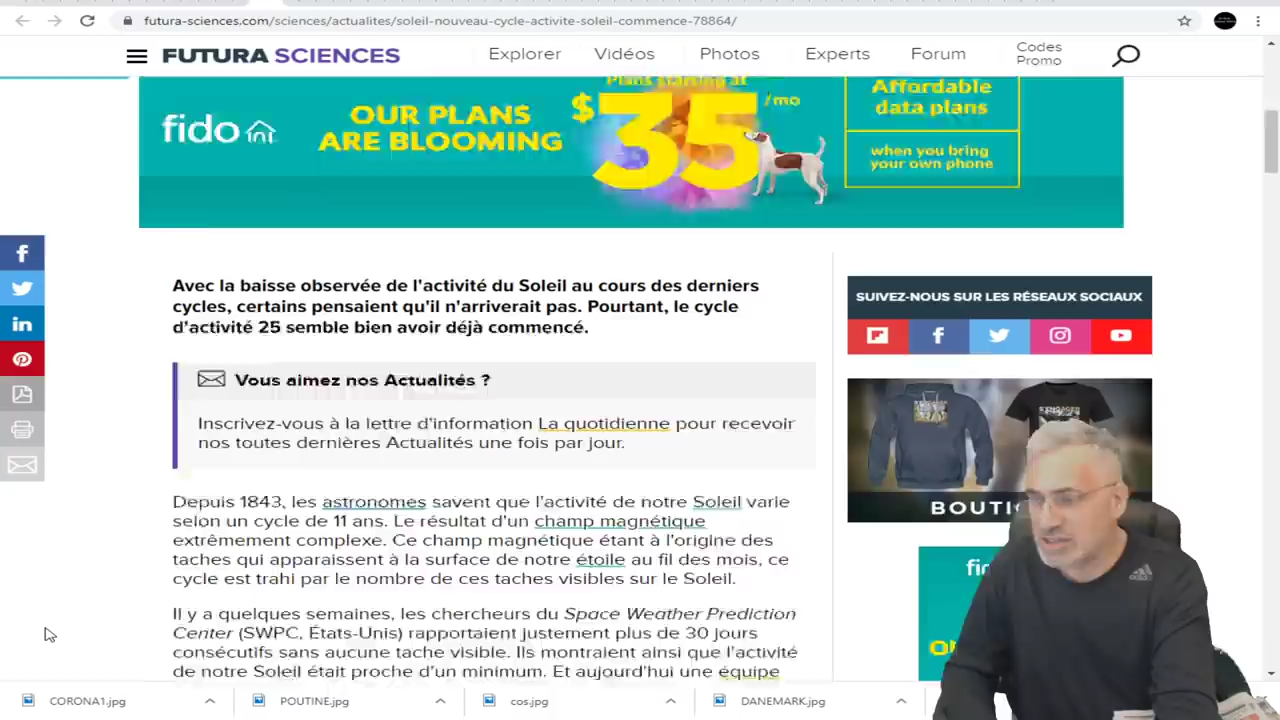 futura-sciences.com/sciences/actualites/soleil-nouveau-cycle-activite-soleil-commence-78864/
FUTURA SCIENCES
Explorer
Vidéos
Photos
Experts
Forum
Codes
Promo
fido
OUR PLANS
ARE BLOOMING
Plans starting at
$35/mo
Affordable
data plans
when you bring
your own phone
Avec la baisse observée de l'activité du Soleil au cours des derniers
cycles, certains pensaient qu'il n'arriverait pas. Pourtant, le cycle
d'activité 25 semble bien avoir déjà commencé.
Vous aimez nos Actualités ?
Inscrivez-vous à la lettre d'information La quotidienne pour recevoir
nos toutes dernières Actualités une fois par jour.
Depuis 1843, les astronomes savent que l'activité de notre Soleil varie
selon un cycle de 11 ans. Le résultat d'un champ magnétique
extrêmement complexe. Ce champ magnétique étant à l'origine des
taches qui apparaissent à la surface de notre étoile au fil des mois, ce
cycle est trahi par le nombre de ces taches visibles sur le Soleil.
Il y a quelques semaines, les chercheurs du Space Weather Prediction
Center (SWPC, États-Unis) rapportaient justement plus de 30 jours
consécutifs sans aucune tache visible. Ils montraient ainsi que l'activité
de notre Soleil était proche d'un minimum. Et aujourd'hui une équipe
SUIVEZ-NOUS SUR LES RÉSEAUX SOCIAUX
BOUTI
fi
CORONA1.jpg
POUTINE.jpg
cos.jpg
DANEMARK.jpg